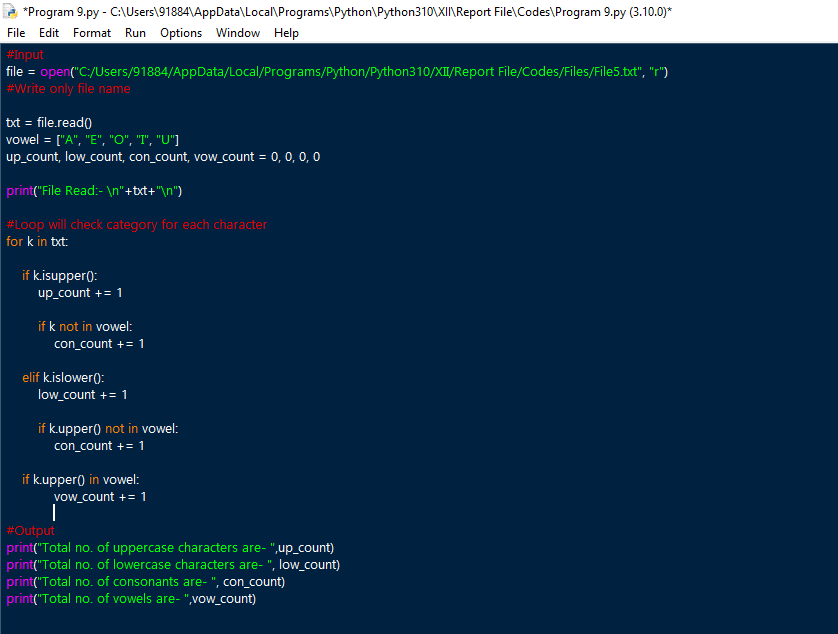 *Program 9.py - C:\Users\91884\AppData\Local\Programs\Python\Python310\XII\Report File\Codes\Program 9.py (3.10.0)*
File Edit Format Run Options Window Help
#Input
file = open("C:/Users/91884/AppData/Local/Programs/Python/Python310/XII/Report File/Codes/Files/File5.txt", "r")
#Write only file name
txt = file.read()
vowel = ["A", "E", "O", "I", "U"]
up_count, low_count, con_count, vow_count = 0, 0, 0, 0
print("File Read:- \n"+txt+"\n")
#Loop will check category for each character
for k in txt:
if k.isupper():
up_count += 1
if k not in vowel:
con_count += 1
elif k.islower():
low_count += 1
if k.upper() not in vowel:
con_count += 1
if k.upper() in vowel:
vow_count += 1
#Output
print("Total no. of uppercase characters are- ",up_count)
print("Total no. of lowercase characters are- ", low_count)
print("Total no. of consonants are- ", con_count)
print("Total no. of vowels are- ",vow_count)